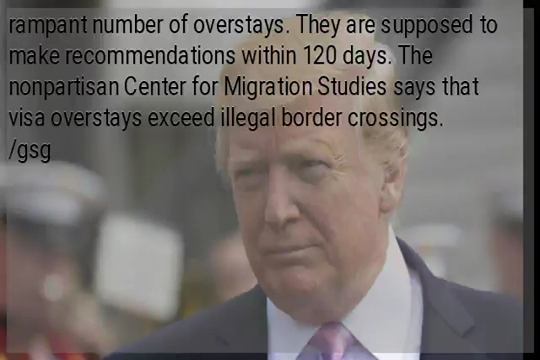 rampant number of overstays. They are supposed to
make recommendations within 120 days. The
nonpartisan Center for Migration Studies says that
visa overstays exceed illegal border crossings.
/gsg